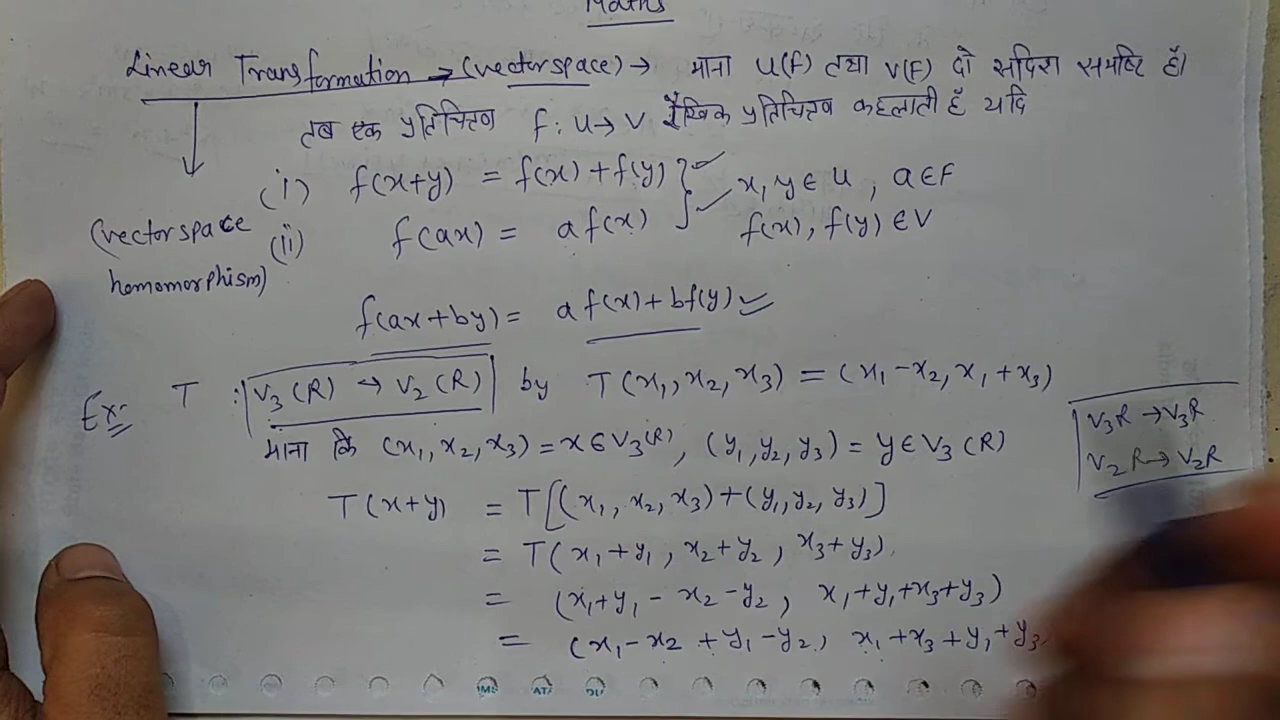 Maths
Linear Transformation → (vectorspace) → माना U(F) तथा V(F) दो सदिश समष्टि हैं।
तब एक प्रतिचित्रण f: U→V रैखिक प्रतिचित्रण कहलाती हैं यदि
(i) f(x+y) = f(x)+f(y)
x, y ∈ U, a∈F
(vectorspace homomorphism)
(ii) f(ax) = a f(x)
f(x), f(y) ∈ V
f(ax+by) = a f(x)+bf(y)
Ex:- T : V₃(R) → V₂(R) by T(x₁, x₂, x₃) = (x₁-x₂, x₁+x₃)
V₃R → V₃R
V₂R → V₂R
माना कि (x₁, x₂, x₃) = x ∈ V₃(R), (y₁, y₂, y₃) = y ∈ V₃(R)
T(x+y) = T[(x₁, x₂, x₃)+(y₁, y₂, y₃)]
= T(x₁+y₁, x₂+y₂, x₃+y₃)
= (x₁+y₁-x₂-y₂, x₁+y₁+x₃+y₃)
= (x₁-x₂+y₁-y₂, x₁+x₃+y₁+y₃